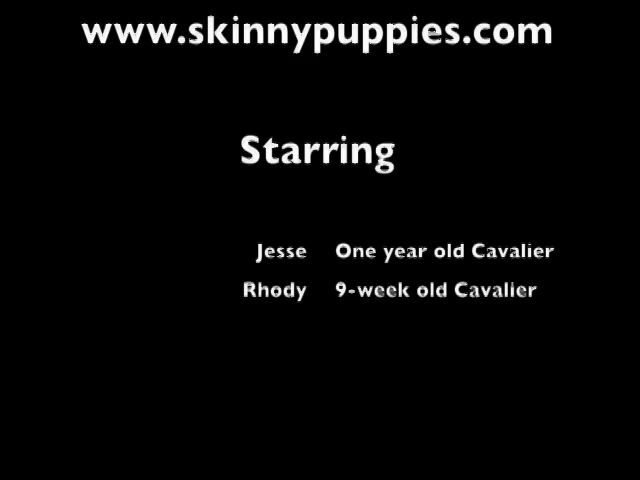 www.skinnypuppies.com
Starring
Jesse One year old Cavalier
Rhody 9-week old Cavalier